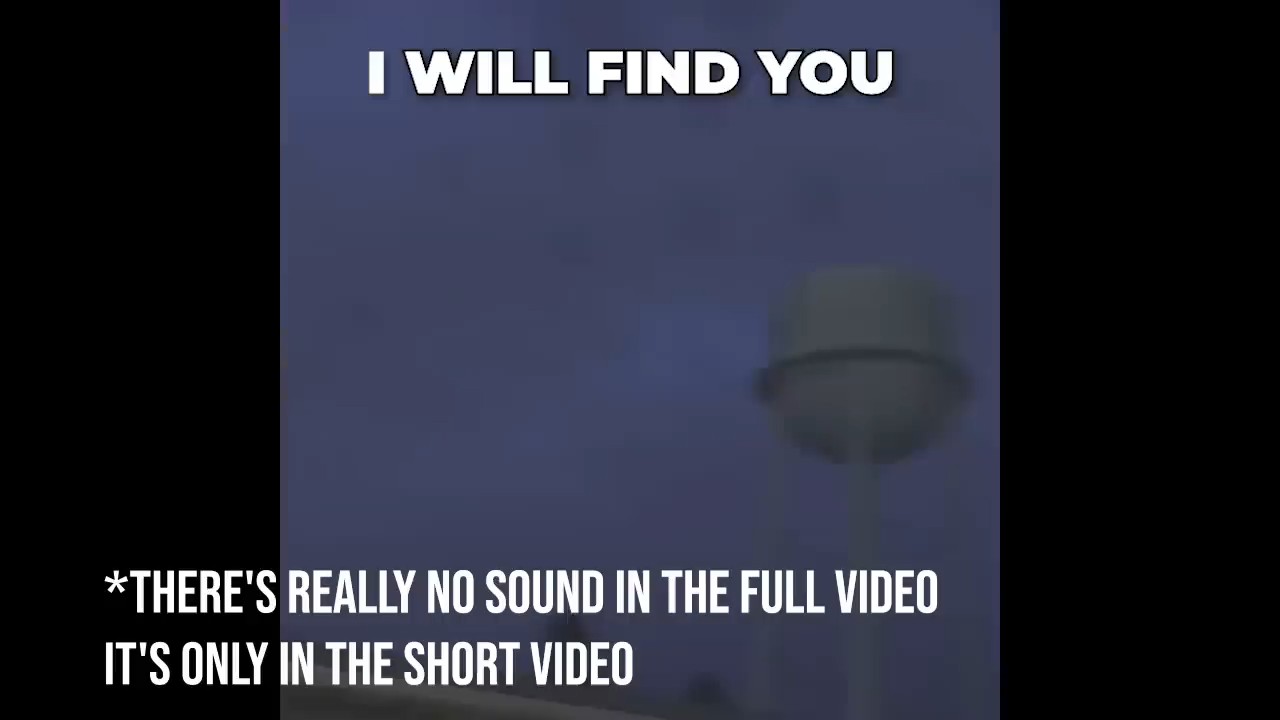 I WILL FIND YOU
*THERE'S REALLY NO SOUND IN THE FULL VIDEO
IT'S ONLY IN THE SHORT VIDEO